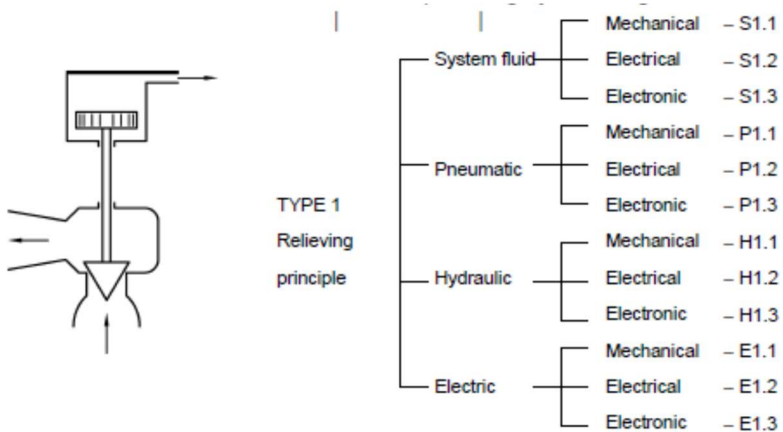 Mechanical – S1.1
System fluid Electrical – S1.2
Electronic – S1.3
Mechanical – P1.1
Pneumatic Electrical – P1.2
TYPE 1 Electronic – P1.3
Relieving Mechanical – H1.1
principle Hydraulic Electrical – H1.2
Electronic – H1.3
Mechanical – E1.1
Electric Electrical – E1.2
Electronic – E1.3